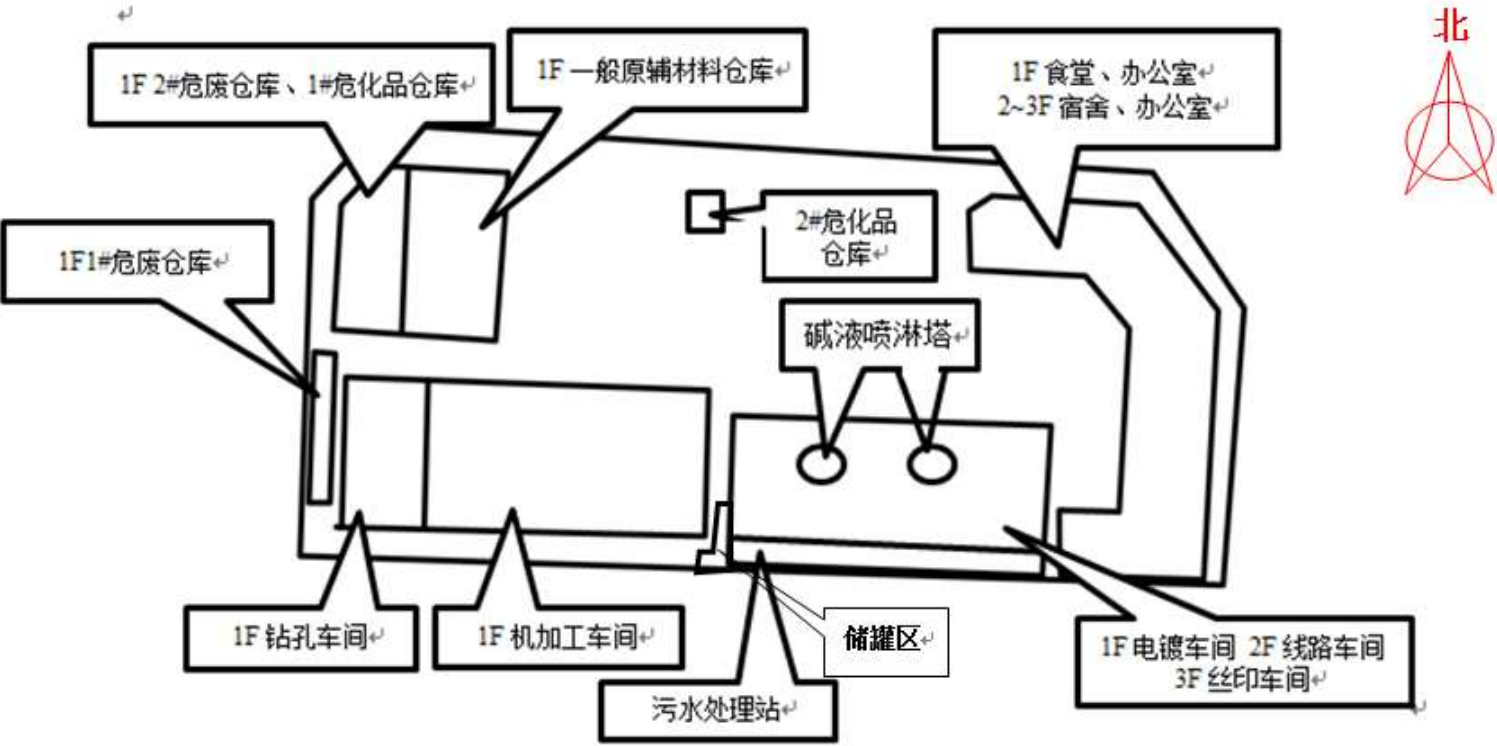 北
1F 2#危废仓库、1#危化品仓库
1F 一般原辅材料仓库
1F 食堂、办公室
2~3F 宿舍、办公室
1F1#危废仓库
2#危化品
仓库
碱液喷淋塔
1F 钻孔车间
1F 机加工车间
储罐区
1F 电镀车间 2F 线路车间
3F 丝印车间
污水处理站